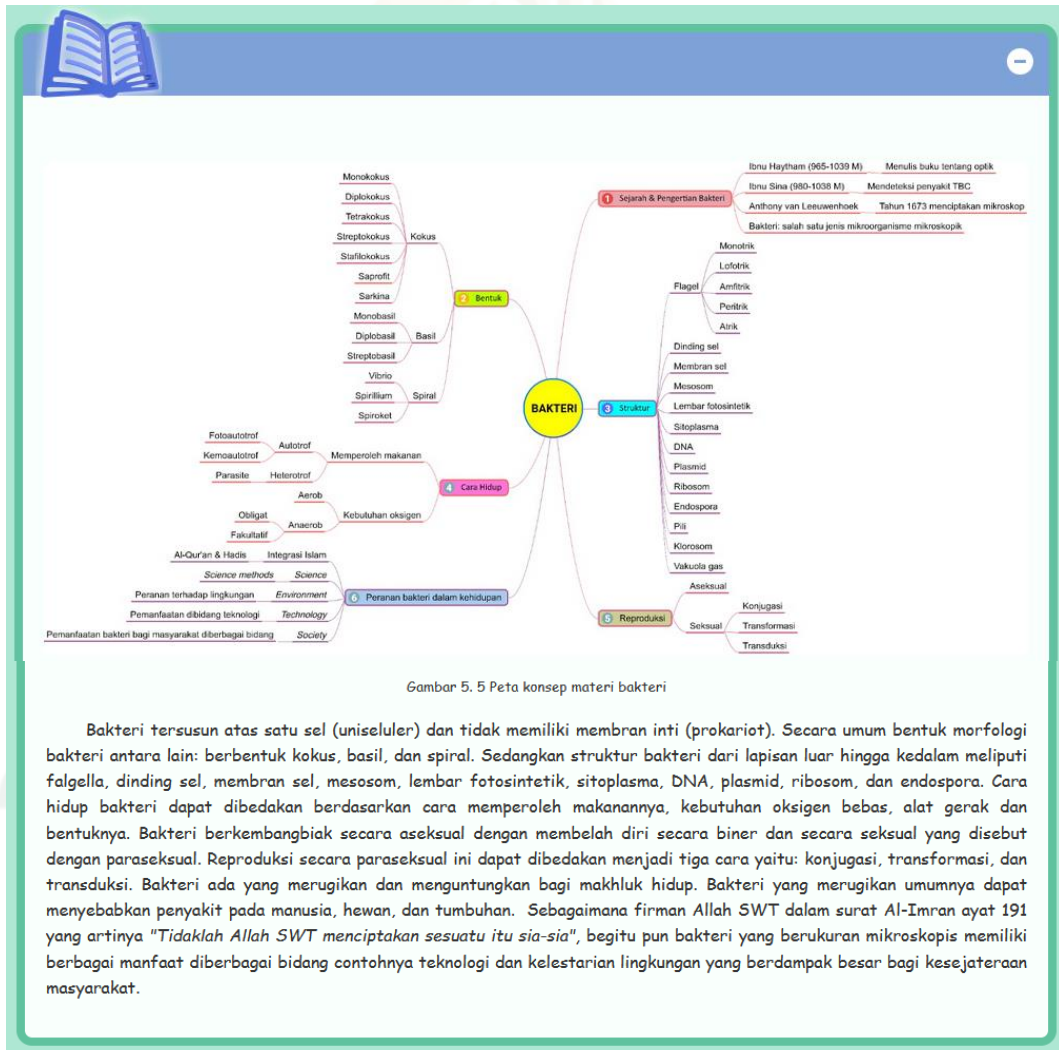 BAKTERI
1 Sejarah & Pengertian Bakteri
Ibnu Haytham (965-1039 M) Menulis buku tentang optik
Ibnu Sina (980-1038 M) Mendeteksi penyakit TBC
Anthony van Leeuwenhoek Tahun 1673 menciptakan mikroskop
Bakteri: salah satu jenis mikroorganisme mikroskopik
2 Bentuk
Kokus
Monokokus
Diplokokus
Tetrakokus
Streptokokus
Stafilokokus
Saprofit
Sarkina
Basil
Monobasil
Diplobasil
Streptobasil
Spiral
Vibrio
Spirillium
Spiroket
3 Struktur
Flagel
Monotrik
Lofotrik
Amfitrik
Peritrik
Atrik
Dinding sel
Membran sel
Mesosom
Lembar fotosintetik
Sitoplasma
DNA
Plasmid
Ribosom
Endospora
Pili
Klorosom
Vakuola gas
4 Cara Hidup
Memperoleh makanan
Autotrof
Fotoautotrof
Kemoautotrof
Heterotrof
Parasite
Kebutuhan oksigen
Aerob
Anaerob
Obligat
Fakultatif
5 Reproduksi
Aseksual
Seksual
Konjugasi
Transformasi
Transduksi
6 Peranan bakteri dalam kehidupan
Al-Qur'an & Hadis Integrasi Islam
Science methods Science
Peranan terhadap lingkungan Environment
Pemanfaatan dibidang teknologi Technology
Pemanfaatan bakteri bagi masyarakat diberbagai bidang Society
Gambar 5. 5 Peta konsep materi bakteri
Bakteri tersusun atas satu sel (uniseluler) dan tidak memiliki membran inti (prokariot). Secara umum bentuk morfologi
bakteri antara lain: berbentuk kokus, basil, dan spiral. Sedangkan struktur bakteri dari lapisan luar hingga kedalam meliputi
falgella, dinding sel, membran sel, mesosom, lembar fotosintetik, sitoplasma, DNA, plasmid, ribosom, dan endospora. Cara
hidup bakteri dapat dibedakan berdasarkan cara memperoleh makanannya, kebutuhan oksigen bebas, alat gerak dan
bentuknya. Bakteri berkembangbiak secara aseksual dengan membelah diri secara biner dan secara seksual yang disebut
dengan paraseksual. Reproduksi secara paraseksual ini dapat dibedakan menjadi tiga cara yaitu: konjugasi, transformasi, dan
transduksi. Bakteri ada yang merugikan dan menguntungkan bagi makhluk hidup. Bakteri yang merugikan umumnya dapat
menyebabkan penyakit pada manusia, hewan, dan tumbuhan. Sebagaimana firman Allah SWT dalam surat Al-Imran ayat 191
yang artinya "Tidaklah Allah SWT menciptakan sesuatu itu sia-sia", begitu pun bakteri yang berukuran mikroskopis memiliki
berbagai manfaat diberbagai bidang contohnya teknologi dan kelestarian lingkungan yang berdampak besar bagi kesejateraan
masyarakat.